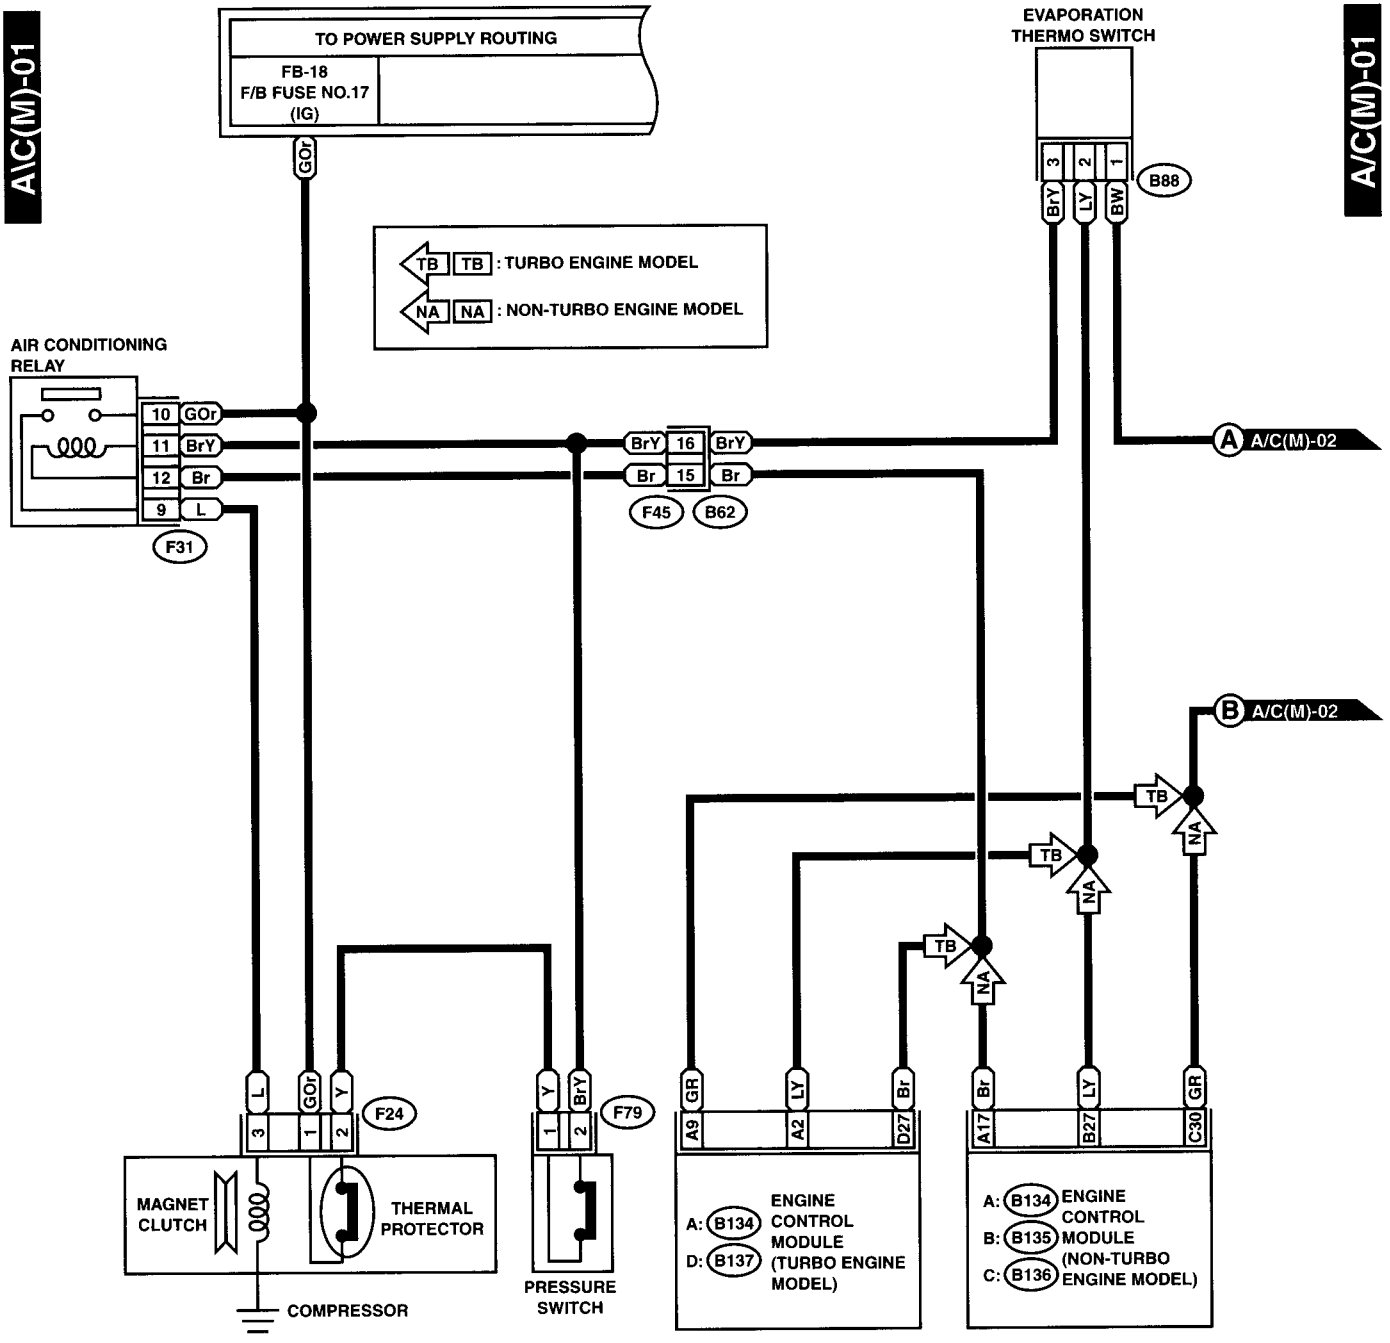 A\C(M)-01
TO POWER SUPPLY ROUTING
FB-18
F/B FUSE NO.17
(IG)
GOr
EVAPORATION
THERMO SWITCH
3 2 1
B88
BrY LY BW
A/C(M)-01
TB TB : TURBO ENGINE MODEL
NA NA : NON-TURBO ENGINE MODEL
AIR CONDITIONING
RELAY
10 GOr
11 BrY
12 Br
9 L
F31
BrY 16 BrY
Br 15 Br
F45 B62
A A/C(M)-02
B A/C(M)-02
TB
NA
TB
NA
TB
NA
L GOr Y
3 1 2
F24
Y BrY
1 2
F79
GR LY Br
A9 A2 D27
Br LY GR
A17 B27 C30
MAGNET
CLUTCH
THERMAL
PROTECTOR
COMPRESSOR
PRESSURE
SWITCH
ENGINE
A: B134 CONTROL
MODULE
D: B137 (TURBO ENGINE
MODEL)
A: B134 ENGINE
CONTROL
B: B135 MODULE
(NON-TURBO
C: B136 ENGINE MODEL)